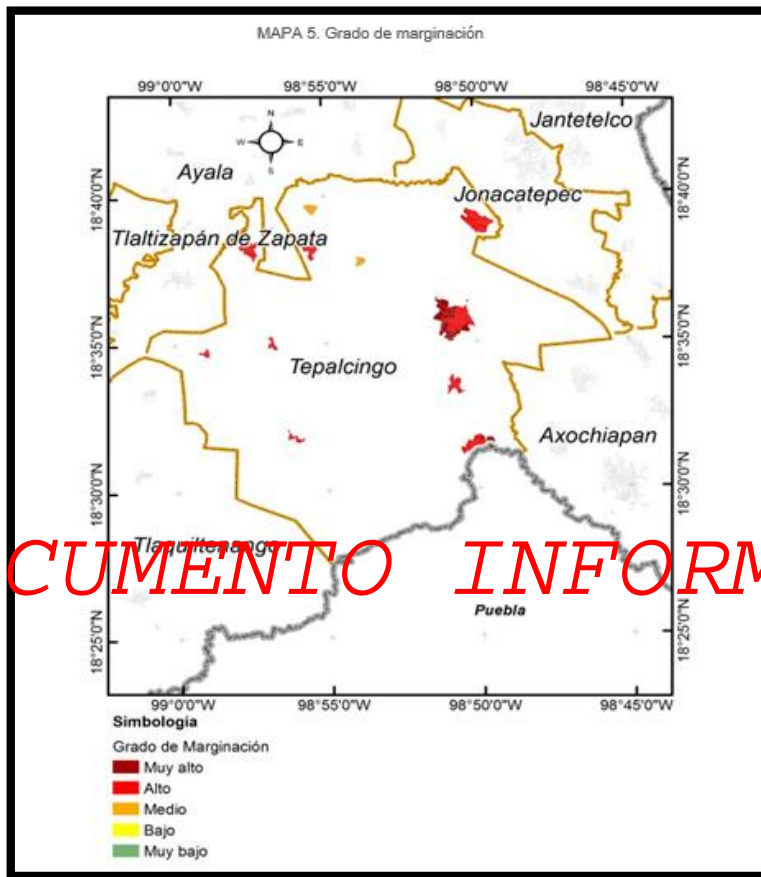 MAPA 5. Grado de marginación
99°0'0"W 98°55'0"W 98°50'0"W 98°45'0"W
N
W E
S
Jantetelco
Ayala
18°40'0"N
18°40'0"N
Jonacatepec
Tlaltizapán de Zapata
18°35'0"N
18°35'0"N
Tepalcingo
Axochiapan
18°30'0"N
18°30'0"N
Tlaquiltenango
CUMENTO INFORM
Puebla
18°25'0"N
18°25'0"N
99°0'0"W 98°55'0"W 98°50'0"W 98°45'0"W
Simbología
Grado de Marginación
Muy alto
Alto
Medio
Bajo
Muy bajo